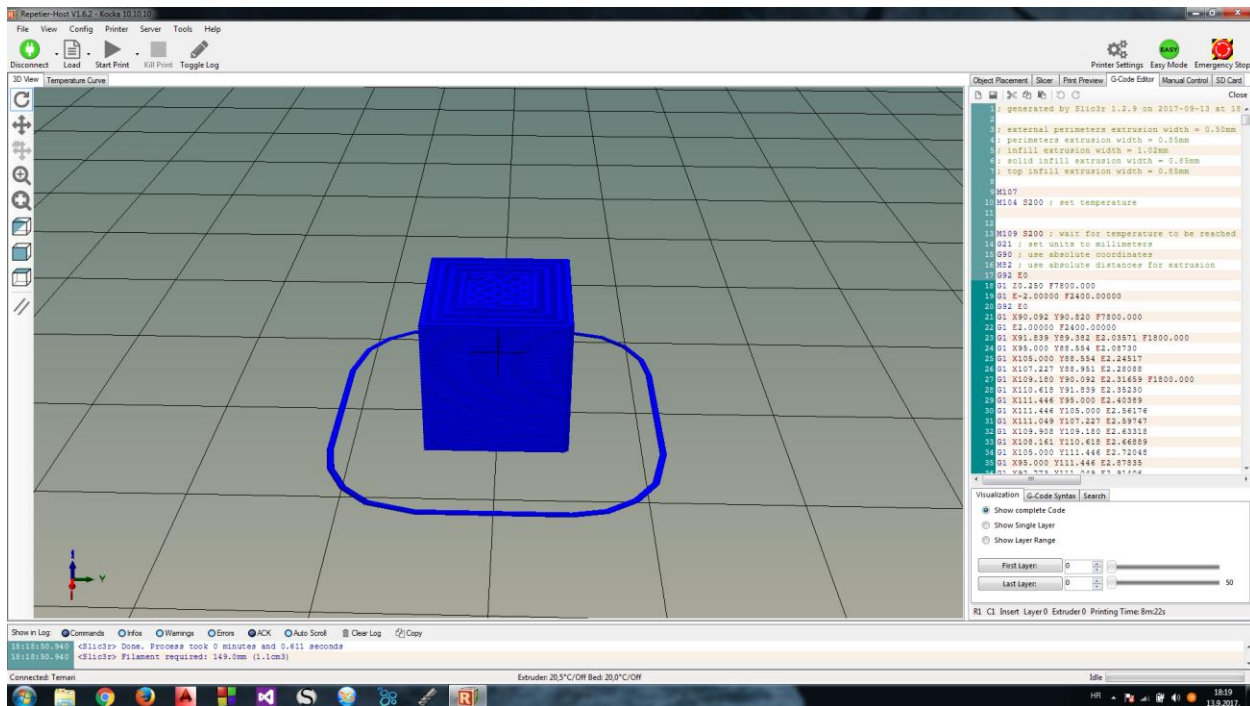 Repetier-Host V1.6.2 - Kocka 10,10,10
File View Config Printer Server Tools Help
Disconnect Load Start Print Kill Print Toggle Log
Printer Settings Easy Mode Emergency Stop
EASY
3D View Temperature Curve
Object Placement Slicer Print Preview G-Code Editor Manual Control SD Card
Close
1 ; generated by Slic3r 1.2.9 on 2017-09-13 at 18
2
3 ; external perimeters extrusion width = 0.50mm
4 ; perimeters extrusion width = 0.85mm
5 ; infill extrusion width = 1.02mm
6 ; solid infill extrusion width = 0.85mm
7 ; top infill extrusion width = 0.85mm
8
9 M107
10 M104 S200 ; set temperature
11
12
13 M109 S200 ; wait for temperature to be reached
14 G21 ; set units to millimeters
15 G90 ; use absolute coordinates
16 M82 ; use absolute distances for extrusion
17 G92 E0
18 G1 Z0.250 F7800.000
19 G1 E-2.00000 F2400.00000
20 G92 E0
21 G1 X90.092 Y90.820 F7800.000
22 G1 E2.00000 F2400.00000
23 G1 X91.839 Y89.382 E2.03571 F1800.000
24 G1 X95.000 Y88.554 E2.08730
25 G1 X105.000 Y88.554 E2.24517
26 G1 X107.227 Y88.951 E2.28088
27 G1 X109.180 Y90.092 E2.31659 F1800.000
28 G1 X110.618 Y91.839 E2.35230
29 G1 X111.446 Y95.000 E2.40389
30 G1 X111.446 Y105.000 E2.56176
31 G1 X111.049 Y107.227 E2.59747
32 G1 X109.908 Y109.180 E2.63318
33 G1 X108.161 Y110.618 E2.66889
34 G1 X105.000 Y111.446 E2.72048
35 G1 X95.000 Y111.446 E2.87835
Y
Visualization G-Code Syntax Search
Show complete Code
Show Single Layer
Show Layer Range
First Layer: 0
Last Layer: 0 50
R1 C1 Insert Layer 0 Extruder 0 Printing Time: 8m:22s
Show in Log: Commands Infos Warnings Errors ACK Auto Scroll Clear Log Copy
18:18:50.940 <Slic3r> Done. Process took 0 minutes and 0.611 seconds
18:18:50.940 <Slic3r> Filament required: 149.0mm (1.1cm3)
Connected: Temari Extruder: 20,5°C/Off Bed: 20,0°C/Off Idle
HR 18:19
13.9.2017.